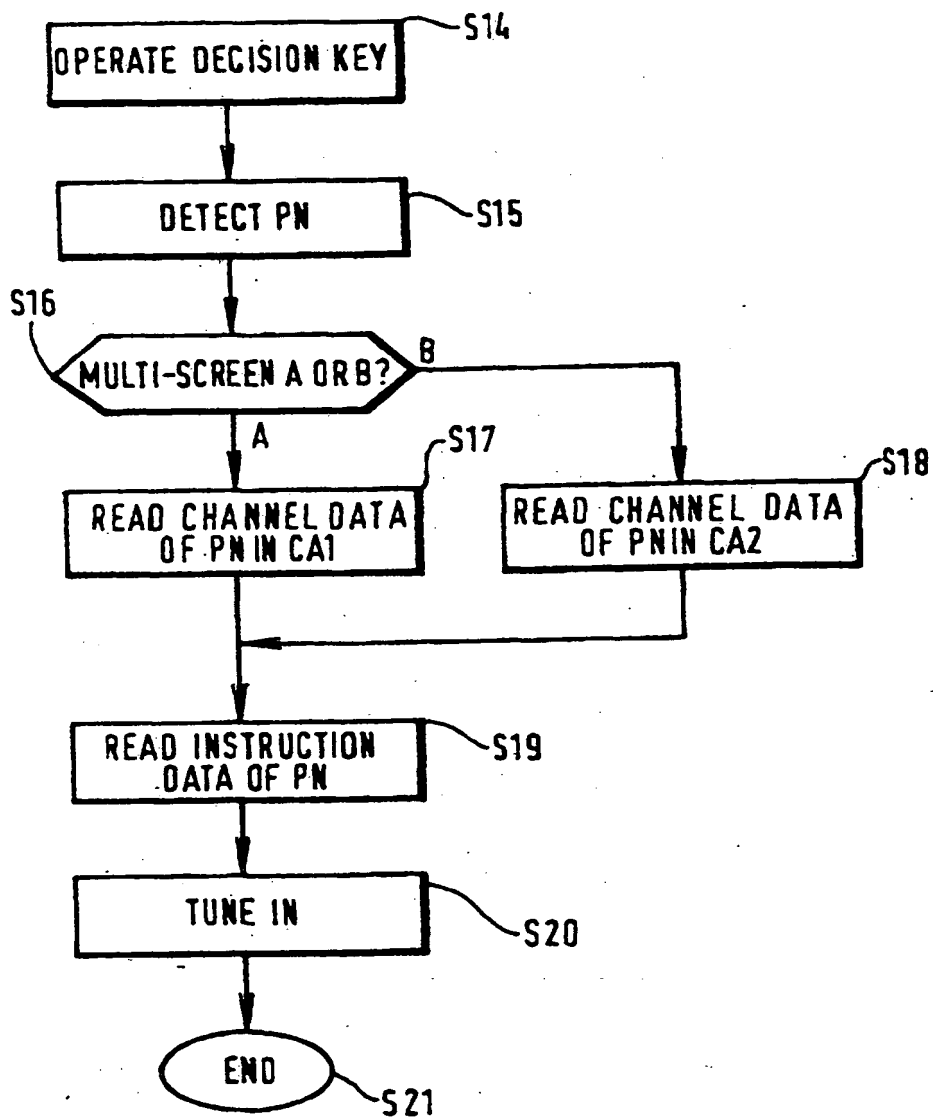 S14
OPERATE DECISION KEY
DETECT PN
S15
S16
MULTI-SCREEN A OR B?
B
A
S17
S18
READ CHANNEL DATA
OF PN IN CA1
READ CHANNEL DATA
OF PN IN CA2
READ INSTRUCTION
DATA OF PN
S19
TUNE IN
S20
END
S21